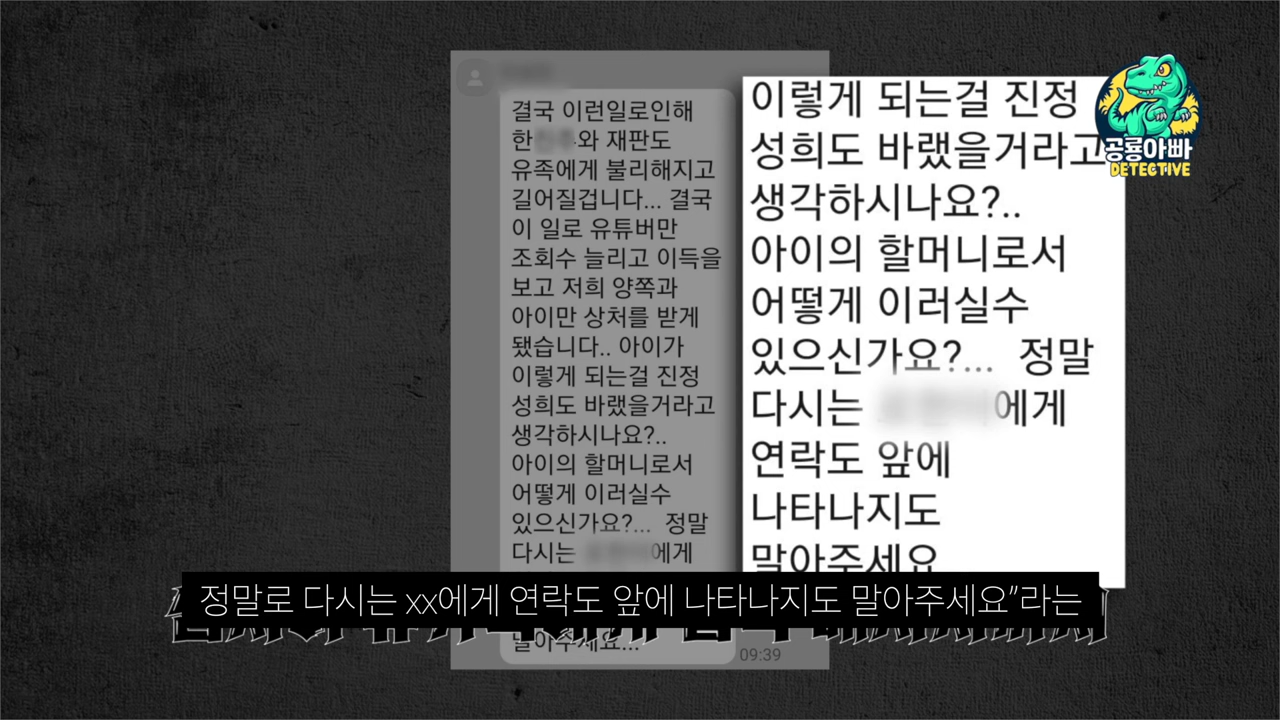 결국 이런일로인해
한 와 재판도
유족에게 불리해지고
길어질겁니다... 결국
이 일로 유튜버만
조회수 늘리고 이득을
보고 저희 양쪽과
아이만 상처를 받게
됐습니다.. 아이가
이렇게 되는걸 진정
성희도 바랬을거라고
생각하시나요?..
아이의 할머니로서
어떻게 이러실수
있으신가요?... 정말
다시는 에게
말아주세요...
09:39
이렇게 되는걸 진정
성희도 바랬을거라고
생각하시나요?..
아이의 할머니로서
어떻게 이러실수
있으신가요?... 정말
다시는 에게
연락도 앞에
나타나지도
말아주세요
공룡아빠
DETECTIVE
정말로 다시는 xx에게 연락도 앞에 나타나지도 말아주세요”라는